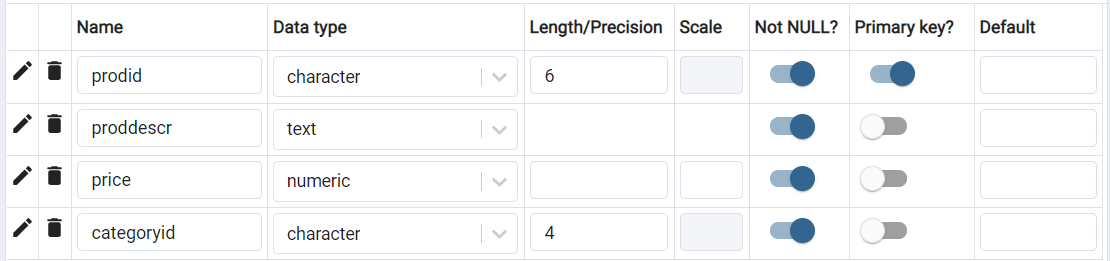 Name Data type Length/Precision Scale Not NULL? Primary key? Default
prodid character 6
proddescr text
price numeric
categoryid character 4